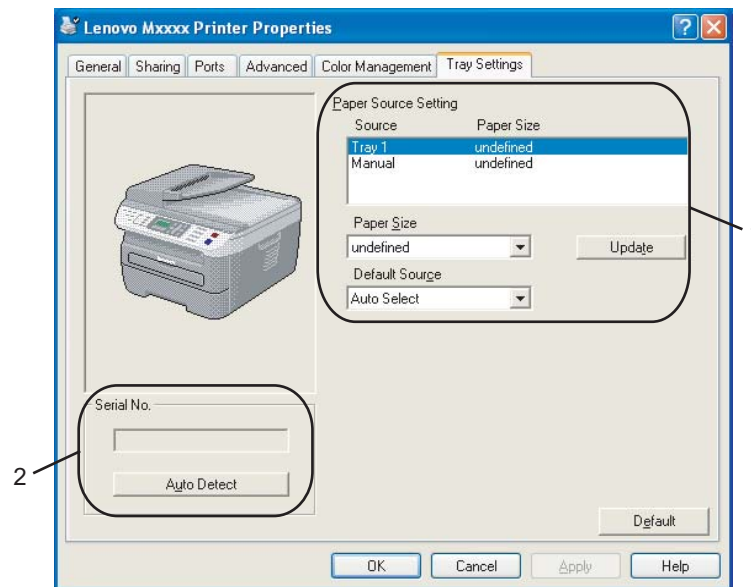 Lenovo Mxxxx Printer Properties
General Sharing Ports Advanced Color Management Tray Settings
Paper Source Setting
Source Paper Size
Tray 1 undefined
Manual undefined
Paper Size
undefined
Update
Default Source
Auto Select
Serial No.
2
Auto Detect
Default
OK Cancel Apply Help